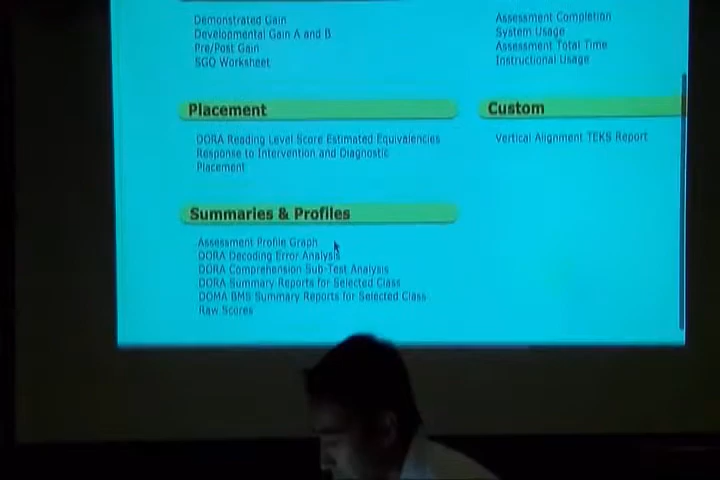 Demonstrated Gain
Developmental Gain A and B
Pre/Post Gain
SGO Worksheet
Assessment Completion
System Usage
Assessment Total Time
Instructional Usage
Placement
DORA Reading Level Score Estimated Equivalencies
Response to Intervention and Diagnostic
Placement
Custom
Vertical Alignment TEKS Report
Summaries & Profiles
Assessment Profile Graph
DORA Decoding Error Analysis
DORA Comprehension Sub-Test Analysis
DORA Summary Reports for Selected Class
DOMA BMS Summary Reports for Selected Class
Raw Scores